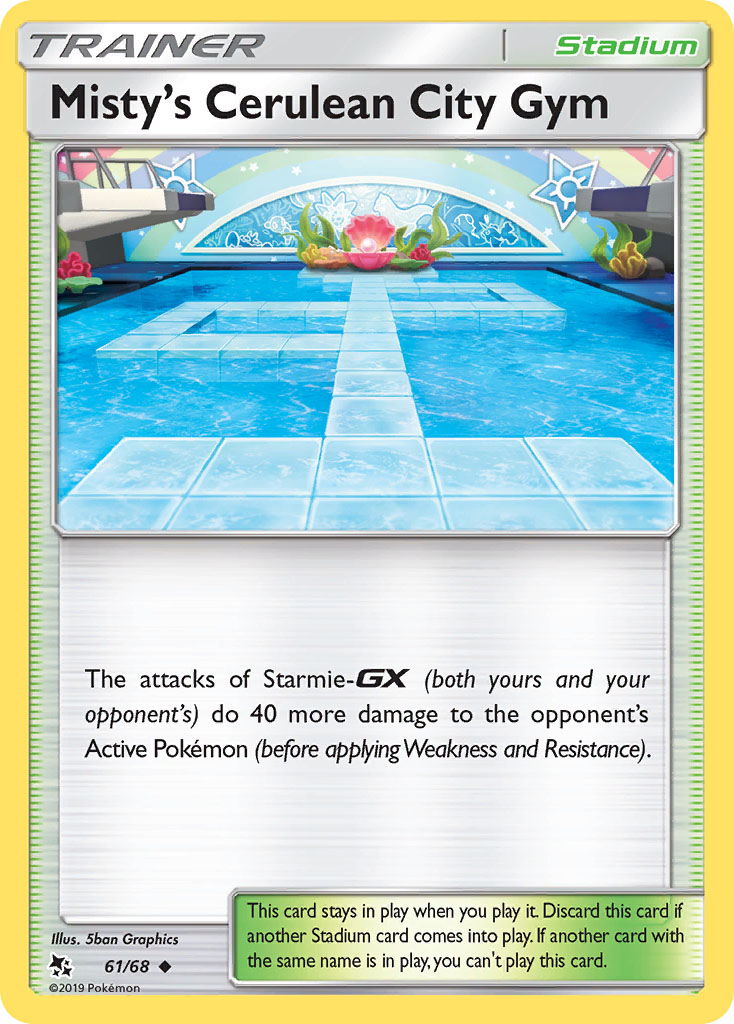 TRAINER
Stadium
Misty's Cerulean City Gym
The attacks of Starmie-GX (both yours and your
opponent's) do 40 more damage to the opponent's
Active Pokémon (before applying Weakness and Resistance).
This card stays in play when you play it. Discard this card if
another Stadium card comes into play. If another card with
the same name is in play, you can't play this card.
Illus. 5ban Graphics
61/68
©2019 Pokémon